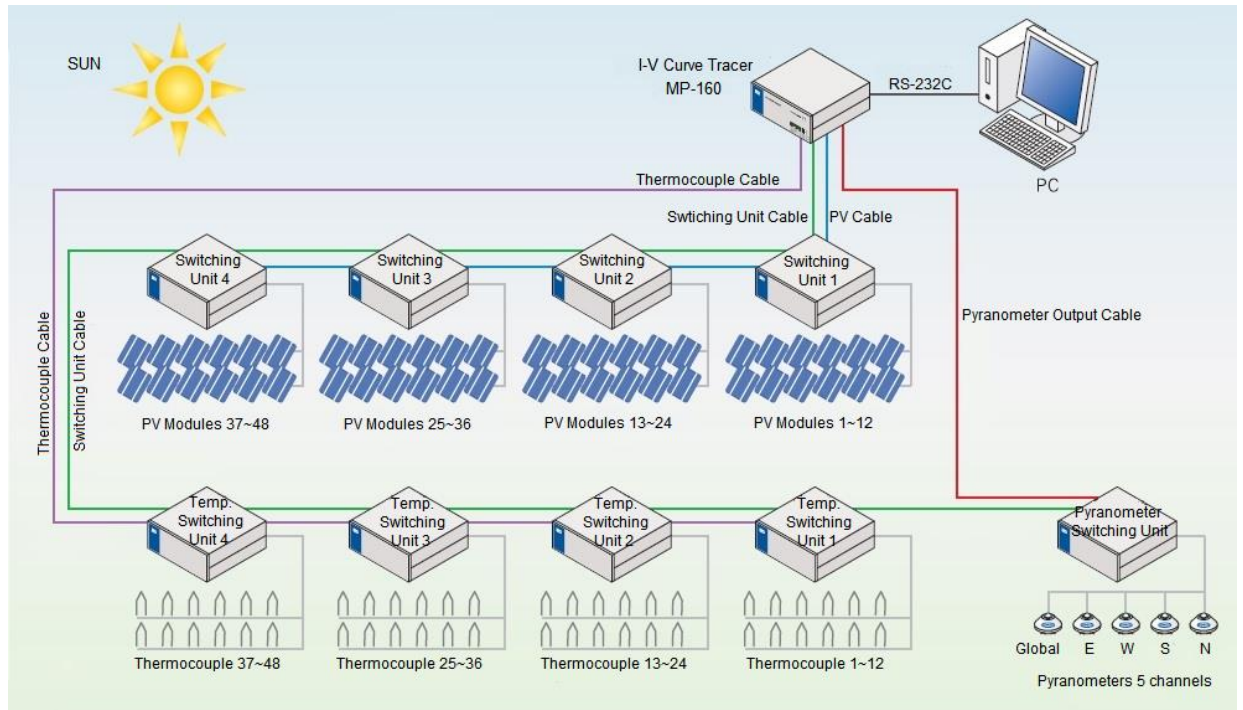 SUN
I-V Curve Tracer
MP-160
RS-232C
PC
Thermocouple Cable
Swtiching Unit Cable
PV Cable
Switching
Unit 4
Switching
Unit 3
Switching
Unit 2
Switching
Unit 1
Thermocouple Cable
Switching Unit Cable
Pyranometer Output Cable
PV Modules 37~48
PV Modules 25~36
PV Modules 13~24
PV Modules 1~12
Temp.
Switching
Unit 4
Temp.
Switching
Unit 3
Temp.
Switching
Unit 2
Temp.
Switching
Unit 1
Pyranometer
Switching Unit
Thermocouple 37~48
Thermocouple 25~36
Thermocouple 13~24
Thermocouple 1~12
Global E W S N
Pyranometers 5 channels